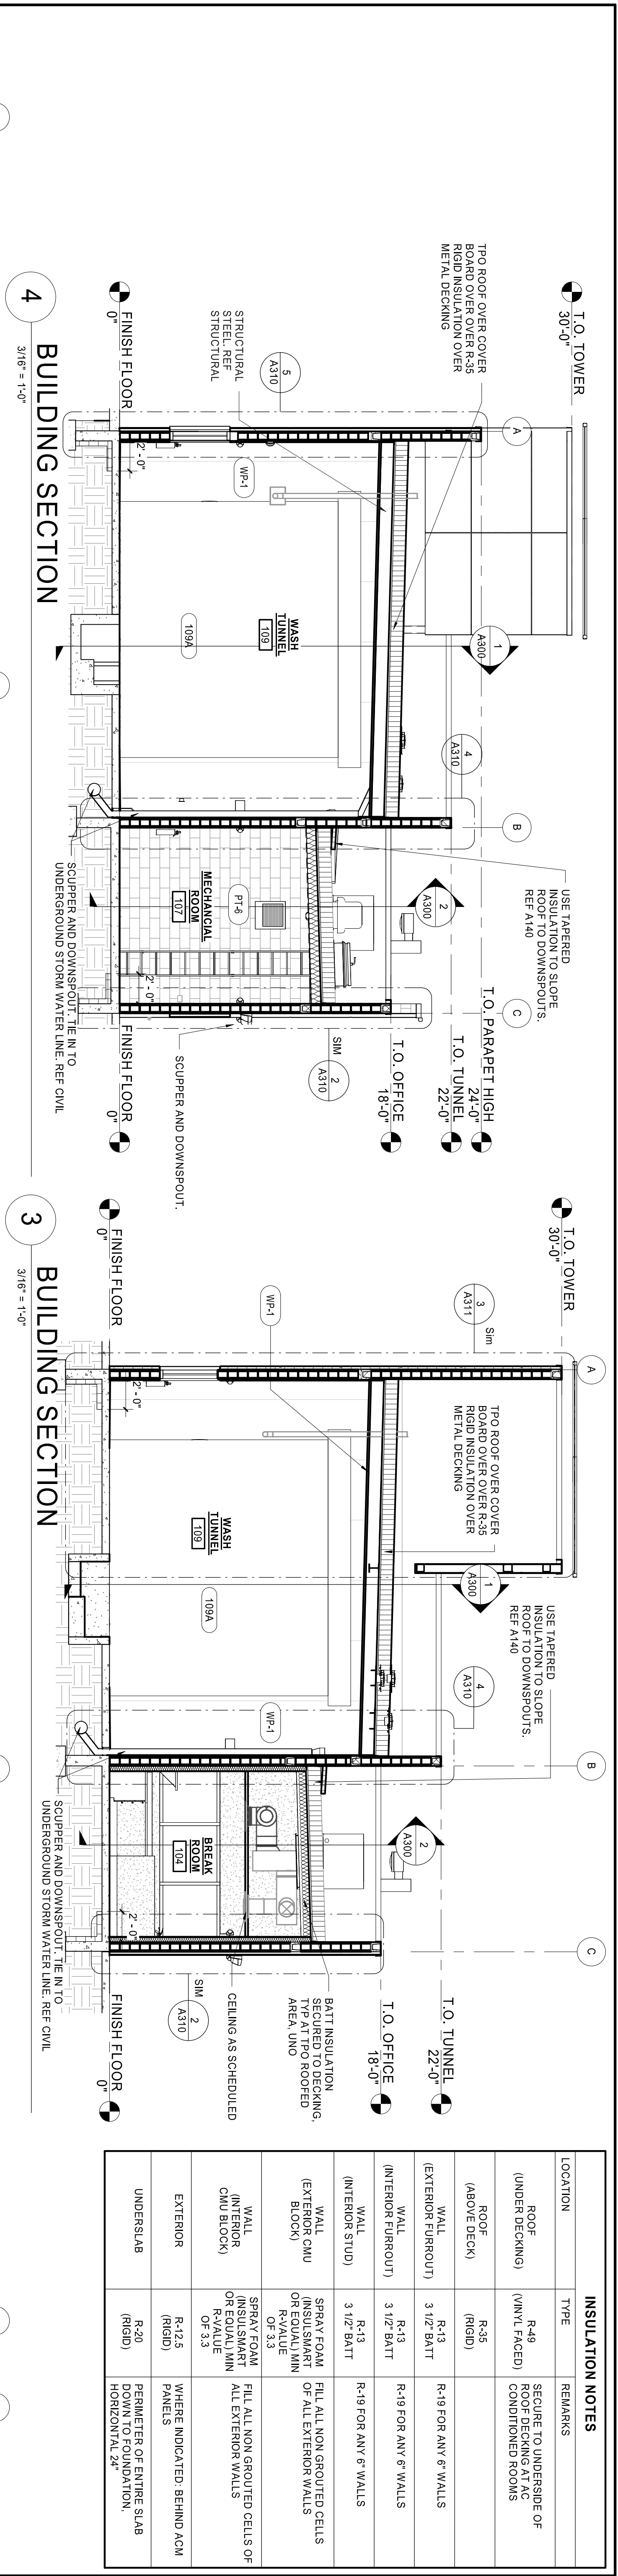 T.O. TOWER
30'-0"
TPO ROOF OVER COVER
BOARD OVER OVER R-35
RIGID INSULATION OVER
METAL DECKING
STRUCTURAL
STEEL. REF
STRUCTURAL
5
A310
FINISH FLOOR
0"
A
2' - 0"
WP-1
WASH
TUNNEL
109
109A
1
A300
4
A310
B
USE TAPERED
INSULATION TO SLOPE
ROOF TO DOWNSPOUTS.
REF A140
MECHANCIAL
ROOM
107
PT-6
2
A300
C
2' - 0"
T.O. PARAPET HIGH
24'-0"
T.O. TUNNEL
22'-0"
T.O. OFFICE
18'-0"
SIM
2
A310
SCUPPER AND DOWNSPOUT.
FINISH FLOOR
0"
SCUPPER AND DOWNSPOUT. TIE IN TO
UNDERGROUND STORM WATER LINE. REF CIVIL
4
BUILDING SECTION
3/16" = 1'-0"
T.O. TOWER
30'-0"
3
A311
Sim
A
WP-1
FINISH FLOOR
0"
2' - 0"
TPO ROOF OVER COVER
BOARD OVER OVER R-35
RIGID INSULATION OVER
METAL DECKING
WASH
TUNNEL
109
109A
1
A300
USE TAPERED
INSULATION TO SLOPE
ROOF TO DOWNSPOUTS.
REF A140
4
A310
WP-1
B
2
A300
BREAK
ROOM
104
C
2' - 0"
BATT INSULATION
SECURED TO DECKING,
TYP AT TPO ROOFED
AREA, UNO
CEILING AS SCHEDULED
SIM
2
A310
T.O. TUNNEL
22'-0"
T.O. OFFICE
18'-0"
FINISH FLOOR
0"
SCUPPER AND DOWNSPOUT. TIE IN TO
UNDERGROUND STORM WATER LINE. REF CIVIL
3
BUILDING SECTION
3/16" = 1'-0"
INSULATION NOTES
LOCATION TYPE REMARKS
ROOF
(UNDER DECKING)
R-49
(VINYL FACED)
SECURE TO UNDERSIDE OF
ROOF DECKING AT AC
CONDITIONED ROOMS
ROOF
(ABOVE DECK)
R-35
(RIGID)
WALL
(EXTERIOR FURROUT)
R-13
3 1/2" BATT
R-19 FOR ANY 6" WALLS
WALL
(INTERIOR FURROUT)
R-13
3 1/2" BATT
R-19 FOR ANY 6" WALLS
WALL
(INTERIOR STUD)
R-13
3 1/2" BATT
R-19 FOR ANY 6" WALLS
WALL
(EXTERIOR CMU
BLOCK)
SPRAY FOAM
(INSULSMART
OR EQUAL) MIN
R-VALUE
OF 3.3
FILL ALL NON GROUTED CELLS
OF ALL EXTERIOR WALLS
WALL
(INTERIOR
CMU BLOCK)
SPRAY FOAM
(INSULSMART
OR EQUAL) MIN
R-VALUE
OF 3.3
FILL ALL NON GROUTED CELLS OF
ALL EXTERIOR WALLS
EXTERIOR
R-12.5
(RIGID)
WHERE INDICATED: BEHIND ACM
PANELS
UNDERSLAB
R-20
(RIGID)
PERIMETER OF ENTIRE SLAB
DOWN TO FOUNDATION,
HORIZONTAL 24"